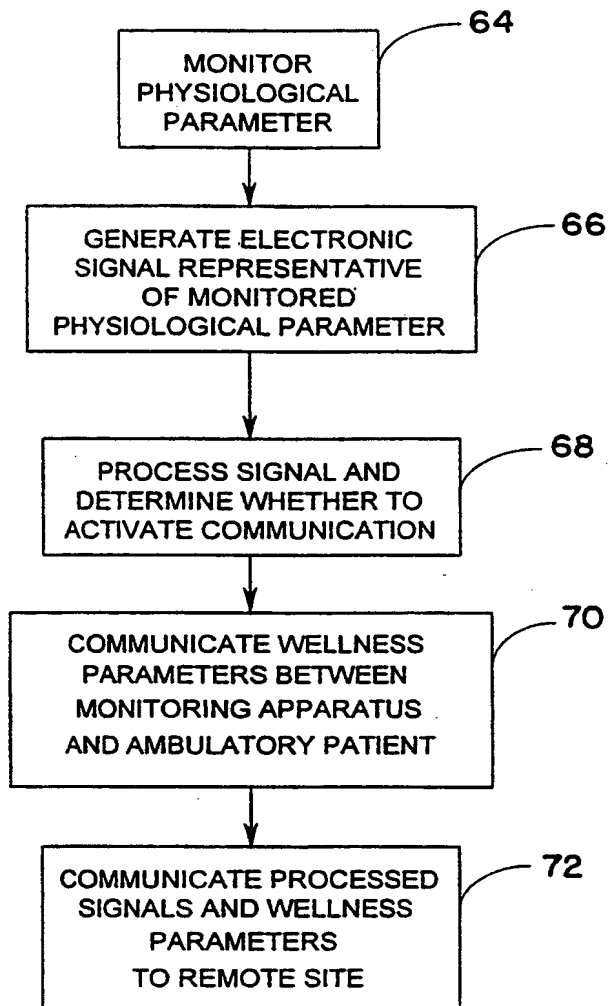 64
MONITOR
PHYSIOLOGICAL
PARAMETER
66
GENERATE ELECTRONIC
SIGNAL REPRESENTATIVE
OF MONITORED
PHYSIOLOGICAL PARAMETER
68
PROCESS SIGNAL AND
DETERMINE WHETHER TO
ACTIVATE COMMUNICATION
70
COMMUNICATE WELLNESS
PARAMETERS BETWEEN
MONITORING APPARATUS
AND AMBULATORY PATIENT
72
COMMUNICATE PROCESSED
SIGNALS AND WELLNESS
PARAMETERS
TO REMOTE SITE